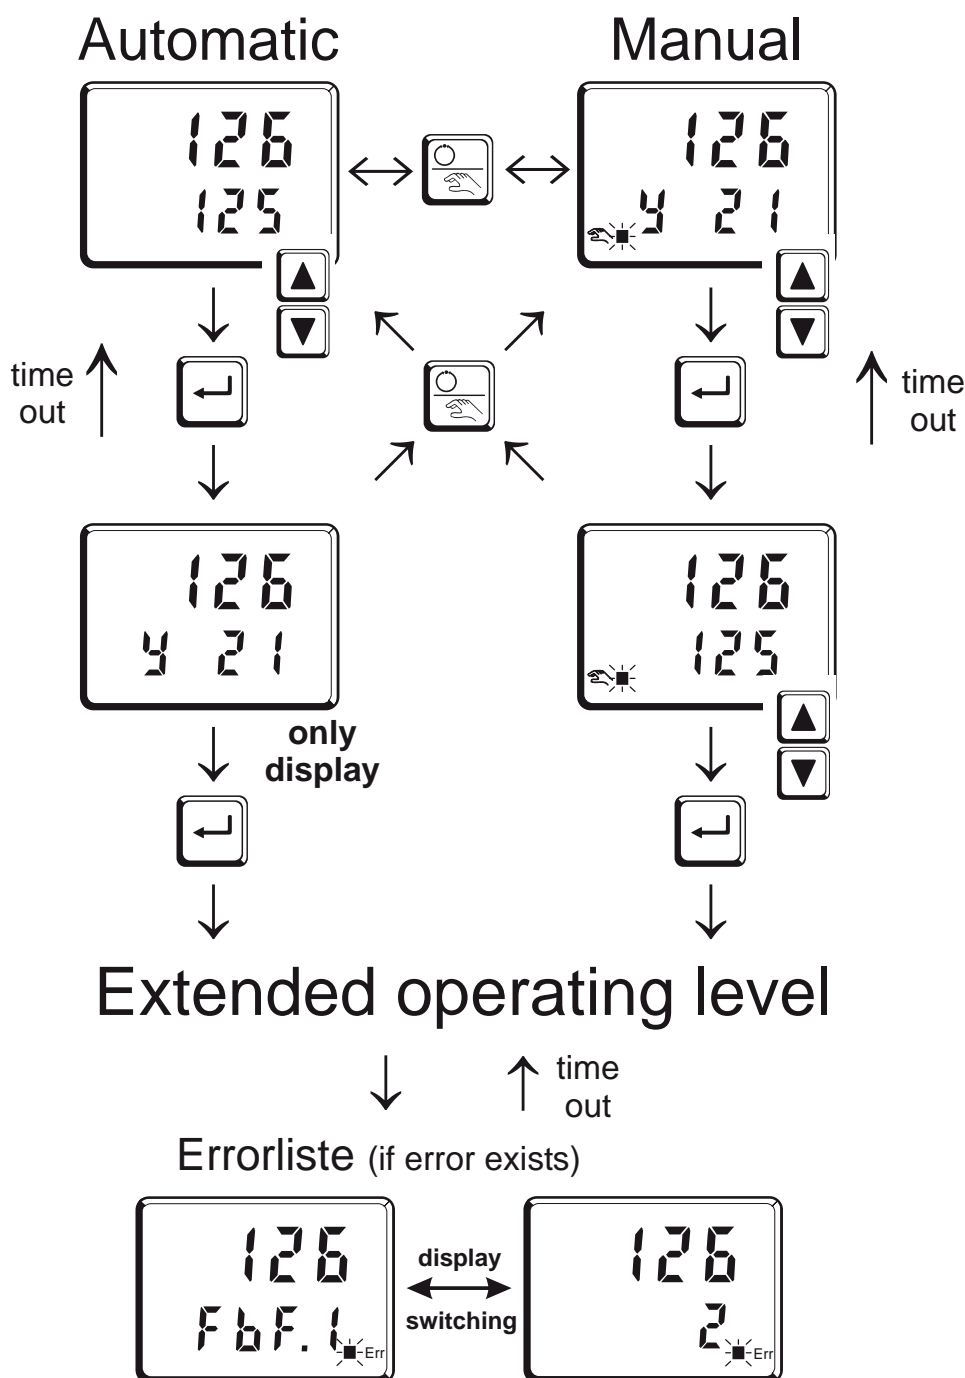 Automatic
Manual
126
125
126
y 21
time
out
time
out
126
y 21
only
display
126
125
Extended operating level
time
out
Errorliste (if error exists)
126
FbF.1
Err
display
switching
126
2
Err